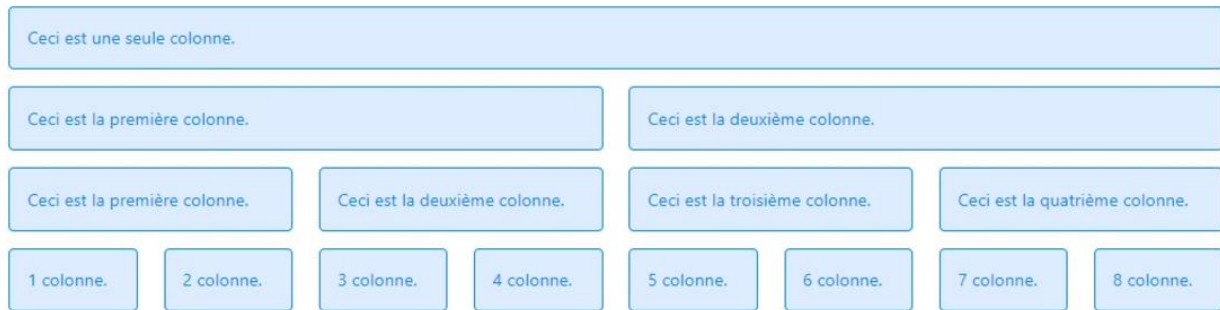 Ceci est une seule colonne.
Ceci est la première colonne.
Ceci est la deuxième colonne.
Ceci est la première colonne.
Ceci est la deuxième colonne.
Ceci est la troisième colonne.
Ceci est la quatrième colonne.
1 colonne.
2 colonne.
3 colonne.
4 colonne.
5 colonne.
6 colonne.
7 colonne.
8 colonne.